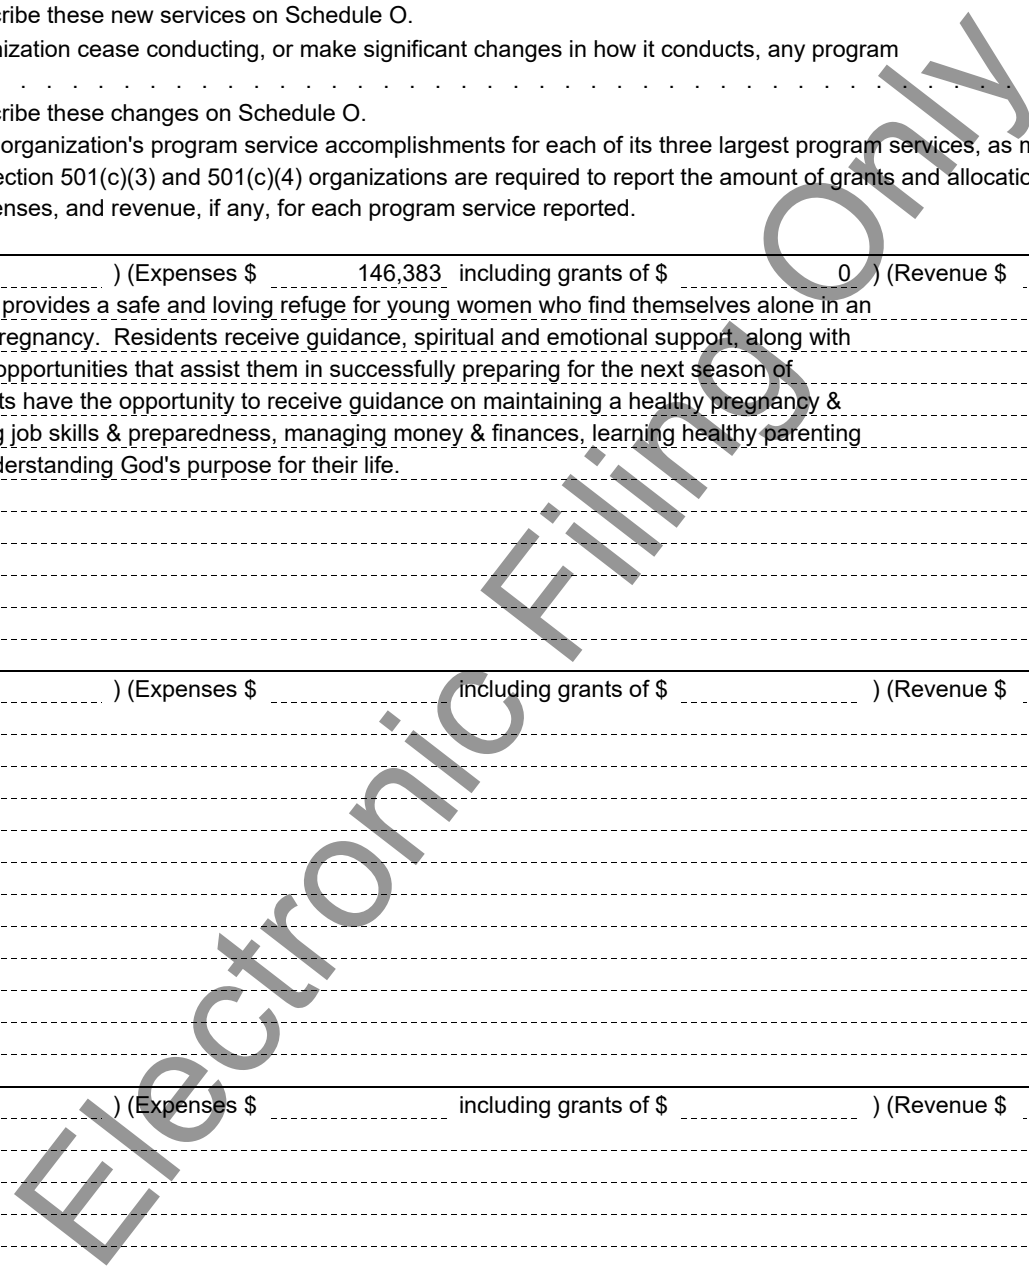 cribe these new services on Schedule O.
nization cease conducting, or make significant changes in how it conducts, any program
. . . . . . . . . . . . . . . . . . . . . . . . . . . . . . . . . . . . . . .
cribe these changes on Schedule O.
organization's program service accomplishments for each of its three largest program services, as m
ection 501(c)(3) and 501(c)(4) organizations are required to report the amount of grants and allocatio
enses, and revenue, if any, for each program service reported.
) (Expenses $ 146,383 including grants of $ 0 ) (Revenue $
provides a safe and loving refuge for young women who find themselves alone in an
regnancy. Residents receive guidance, spiritual and emotional support, along with
opportunities that assist them in successfully preparing for the next season of
ts have the opportunity to receive guidance on maintaining a healthy pregnancy &
g job skills & preparedness, managing money & finances, learning healthy parenting
derstanding God's purpose for their life.
) (Expenses $ including grants of $ ) (Revenue $
) (Expenses $ including grants of $ ) (Revenue $
Electronic Filing Only